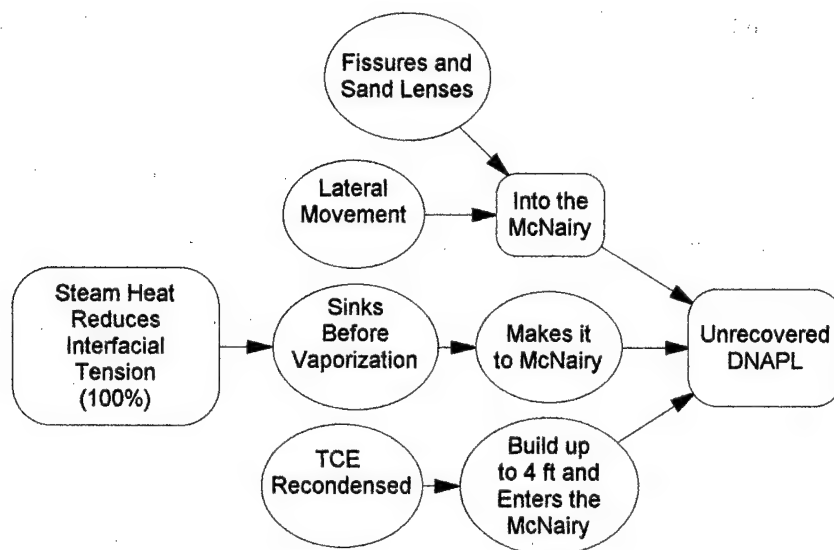 Fissures and
Sand Lenses
Lateral
Movement
Into the
McNairy
Steam Heat
Reduces
Interfacial
Tension
(100%)
Sinks
Before
Vaporization
Makes it
to McNairy
Unrecovered
DNAPL
TCE
Recondensed
Build up
to 4 ft and
Enters the
McNairy